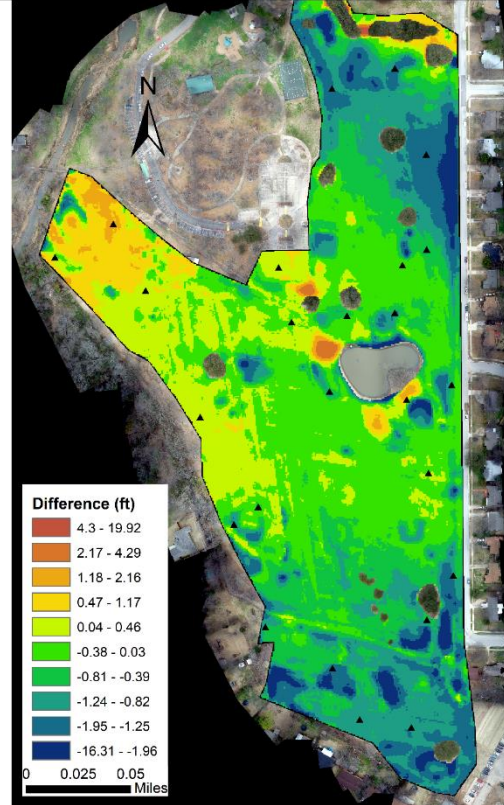 N
Difference (ft)
4.3 - 19.92
2.17 - 4.29
1.18 - 2.16
0.47 - 1.17
0.04 - 0.46
-0.38 - 0.03
-0.81 - -0.39
-1.24 - -0.82
-1.95 - -1.25
-16.31 - -1.96
0 0.025 0.05
Miles